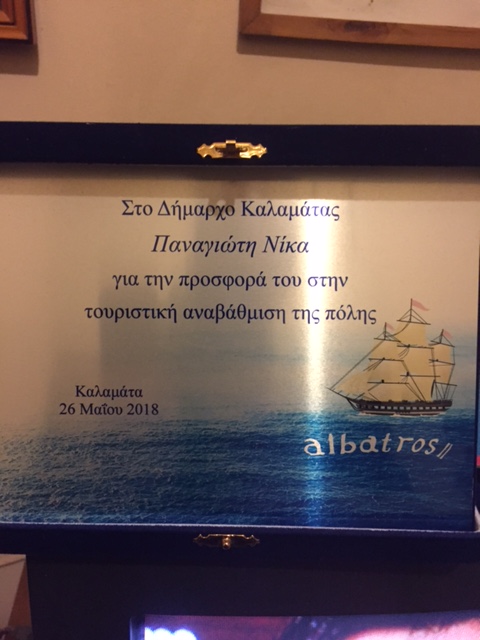 Στο Δήμαρχο Καλαμάτας
Παναγιώτη Νίκα
για την προσφορά του στην
τουριστική αναβάθμιση της πόλης
Καλαμάτα
26 Μαΐου 2018
albatros